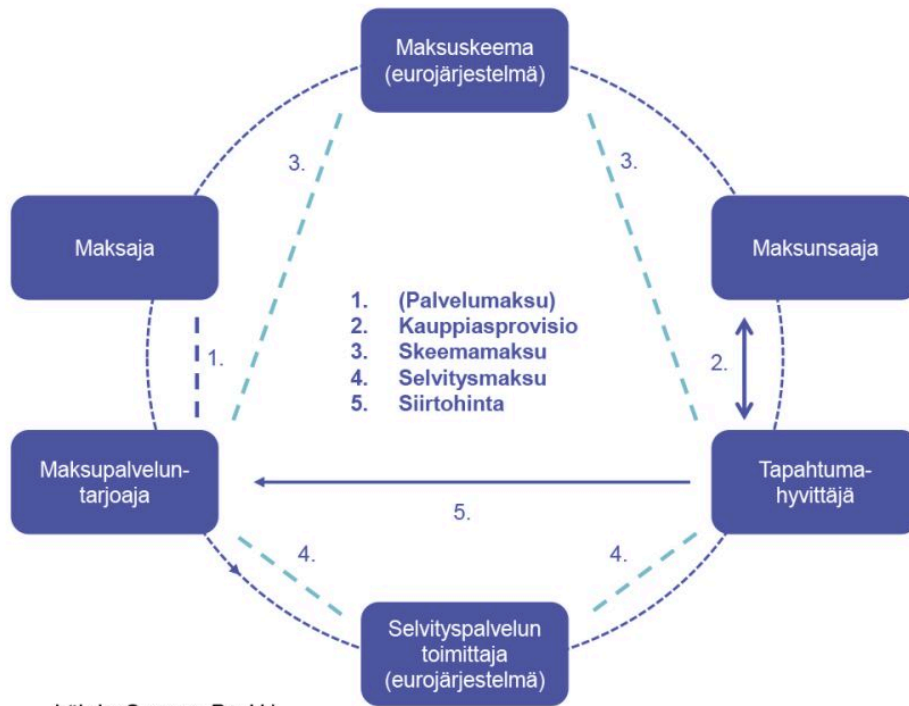 Maksuskeema
(eurojärjestelmä)
3.
3.
Maksaja
Maksunsaaja
1. (Palvelumaksu)
2. Kauppiasprovisio
3. Skeemamaksu
4. Selvitysmaksu
5. Siirtohinta
1.
2.
Maksupalvelun-
tarjoaja
Tapahtuma-
hyvittäjä
5.
4.
4.
Selvityspalvelun
toimittaja
(eurojärjestelmä)